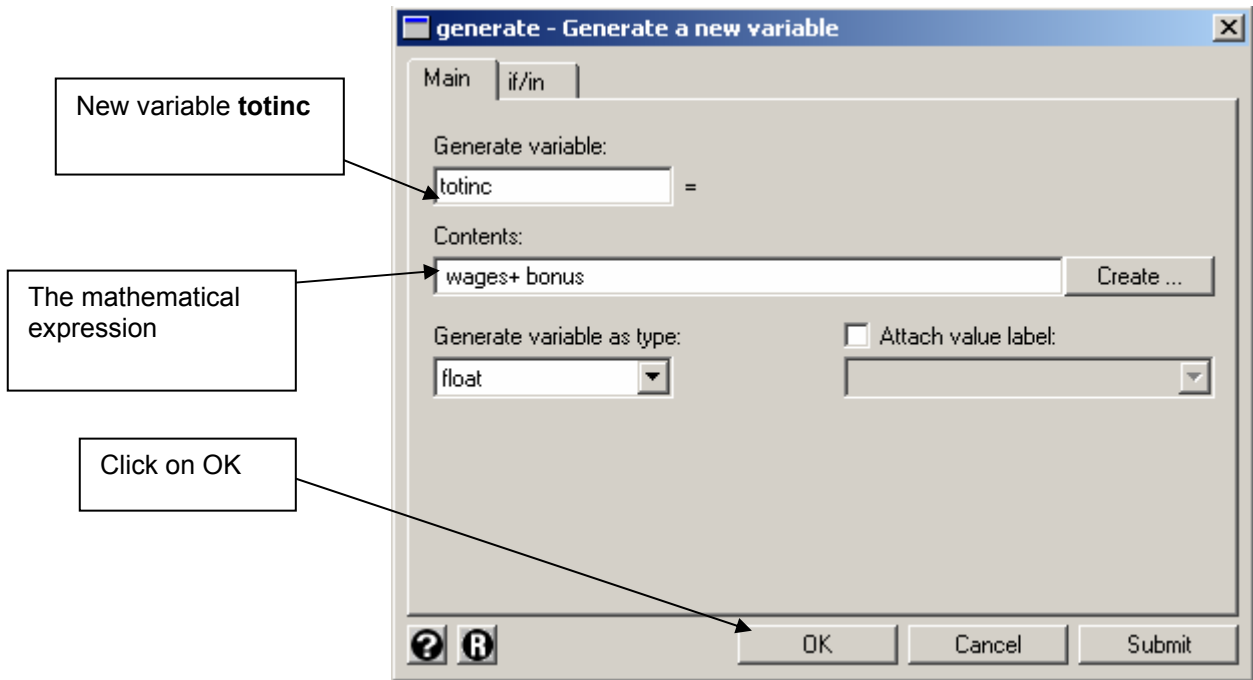 generate - Generate a new variable
Main
if/in
New variable totinc
Generate variable:
totinc =
Contents:
wages+ bonus
Create ...
The mathematical
expression
Generate variable as type:
Attach value label:
float
Click on OK
? R
OK
Cancel
Submit